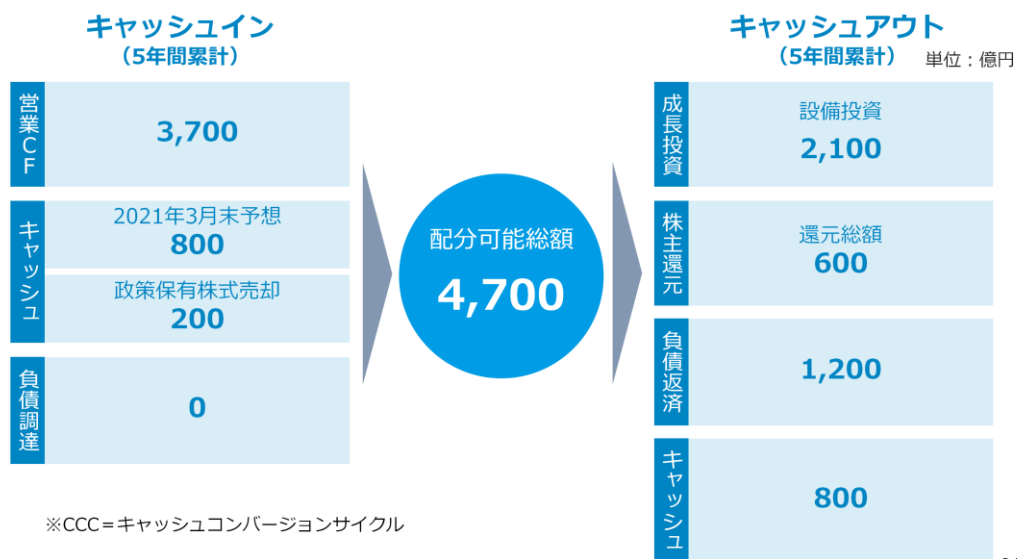 キャッシュイン
（5年間累計）
営業CF
3,700
キャッシュ
2021年3月末予想
800
政策保有株式売却
200
負債調達
0
配分可能総額
4,700
キャッシュアウト
（5年間累計）
単位：億円
成長投資
設備投資
2,100
株主還元
還元総額
600
負債返済
1,200
キャッシュ
800
※CCC＝キャッシュコンバージョンサイクル